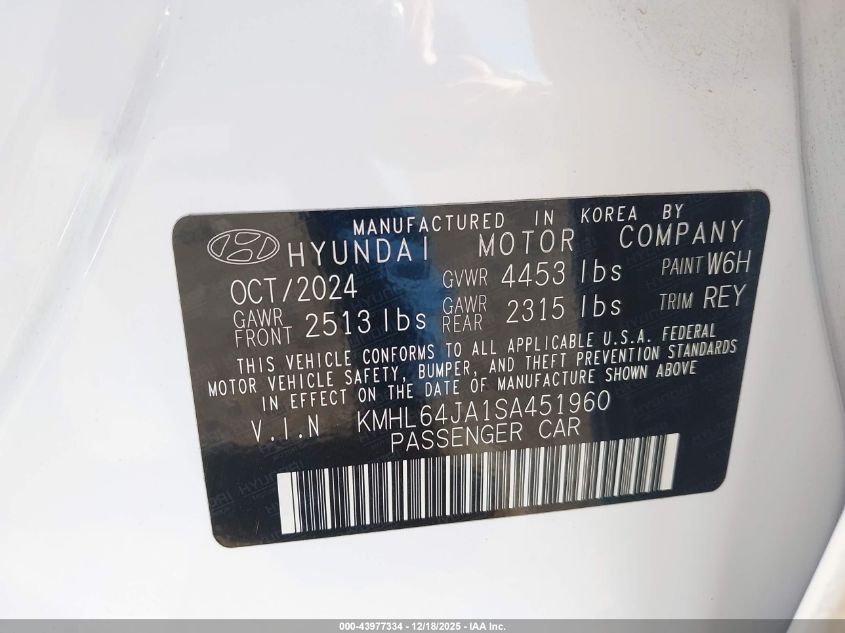 MANUFACTURED IN KOREA BY
HYUNDAI MOTOR COMPANY
OCT/2024 GVWR 4453 lbs PAINT W6H
GAWR FRONT 2513 lbs GAWR REAR 2315 lbs TRIM REY
THIS VEHICLE CONFORMS TO ALL APPLICABLE U.S.A. FEDERAL
MOTOR VEHICLE SAFETY, BUMPER, AND THEFT PREVENTION STANDARDS
IN EFFECT ON THE DATE OF MANUFACTURE SHOWN ABOVE
V.I.N KMHL64JA1SA451960
PASSENGER CAR
000-43977334 | 12/18/2025 - IAA Inc.